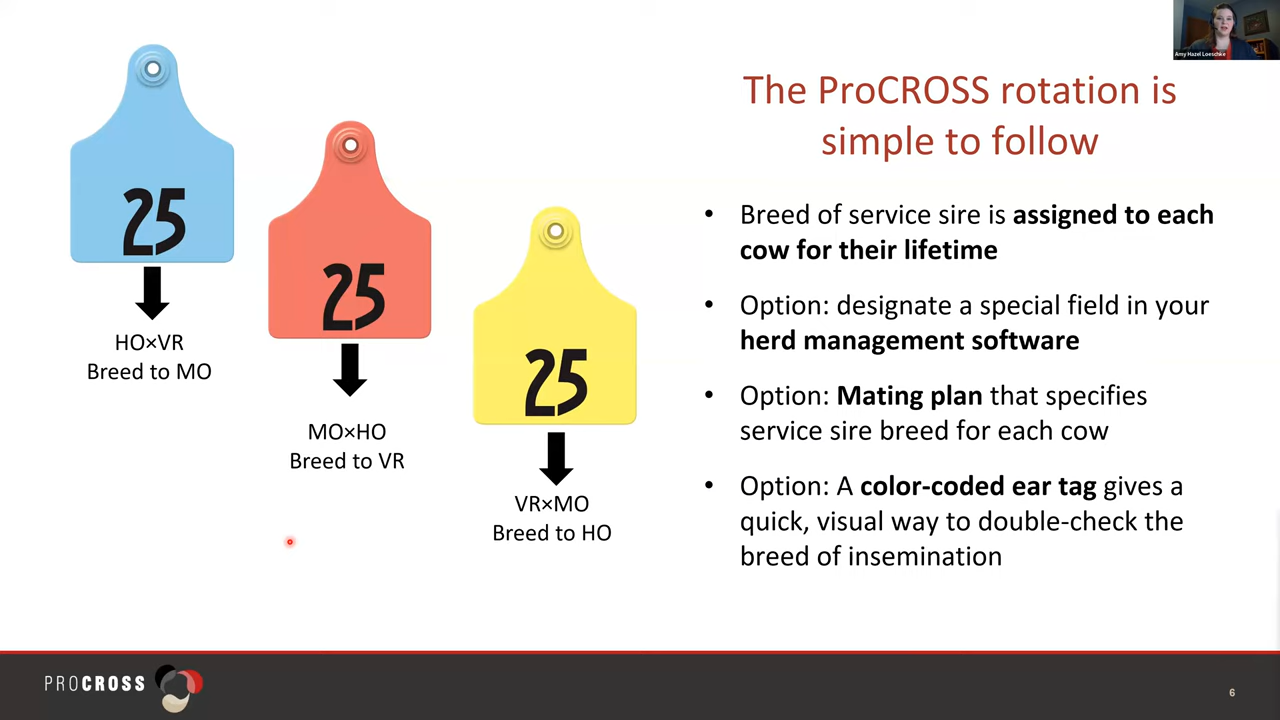 Amy Hazel Loeschke
The ProCROSS rotation is
simple to follow
25
HO×VR
Breed to MO
25
MO×HO
Breed to VR
25
VR×MO
Breed to HO
• Breed of service sire is assigned to each
cow for their lifetime
• Option: designate a special field in your
herd management software
• Option: Mating plan that specifies
service sire breed for each cow
• Option: A color-coded ear tag gives a
quick, visual way to double-check the
breed of insemination
PROCROSS
6